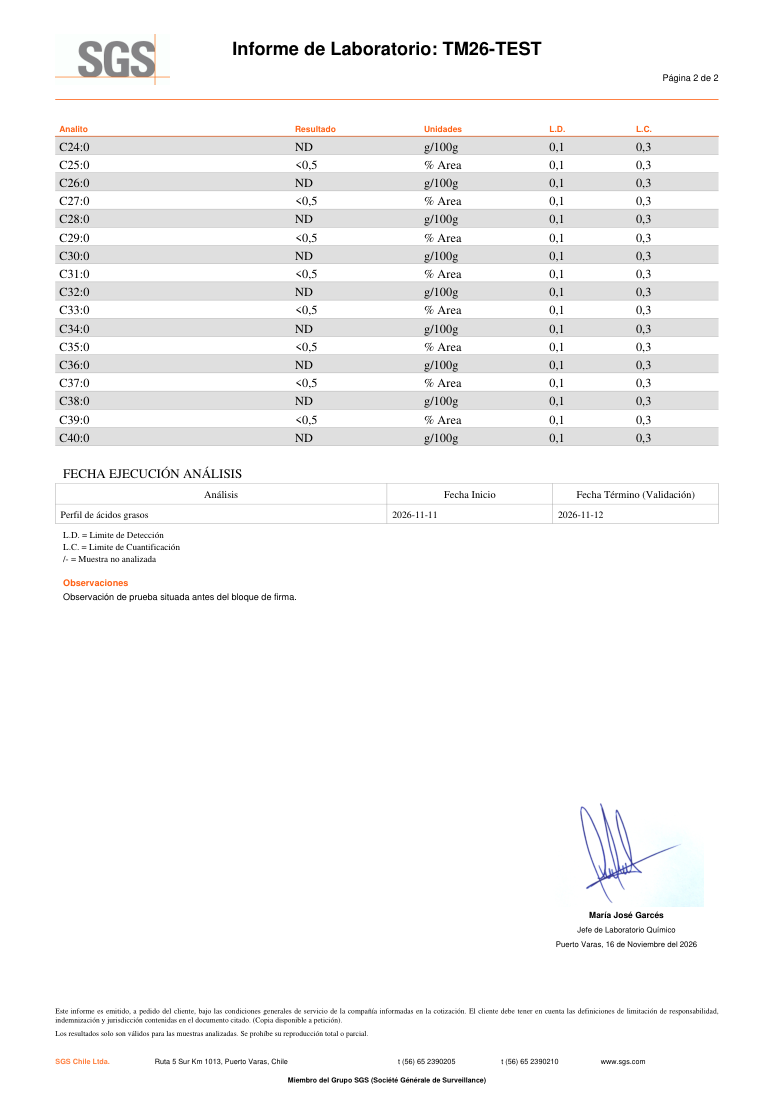 SGS
Informe de Laboratorio: TM26-TEST
Página 2 de 2
Analito Resultado Unidades L.D. L.C.
C24:0 ND g/100g 0,1 0,3
C25:0 <0,5 % Area 0,1 0,3
C26:0 ND g/100g 0,1 0,3
C27:0 <0,5 % Area 0,1 0,3
C28:0 ND g/100g 0,1 0,3
C29:0 <0,5 % Area 0,1 0,3
C30:0 ND g/100g 0,1 0,3
C31:0 <0,5 % Area 0,1 0,3
C32:0 ND g/100g 0,1 0,3
C33:0 <0,5 % Area 0,1 0,3
C34:0 ND g/100g 0,1 0,3
C35:0 <0,5 % Area 0,1 0,3
C36:0 ND g/100g 0,1 0,3
C37:0 <0,5 % Area 0,1 0,3
C38:0 ND g/100g 0,1 0,3
C39:0 <0,5 % Area 0,1 0,3
C40:0 ND g/100g 0,1 0,3
FECHA EJECUCIÓN ANÁLISIS
Análisis Fecha Inicio Fecha Término (Validación)
Perfil de ácidos grasos 2026-11-11 2026-11-12
L.D. = Limite de Detección
L.C. = Limite de Cuantificación
/- = Muestra no analizada
Observaciones
Observación de prueba situada antes del bloque de firma.
María José Garcés
Jefe de Laboratorio Químico
Puerto Varas, 16 de Noviembre del 2026
Este informe es emitido, a pedido del cliente, bajo las condiciones generales de servicio de la compañía informadas en la cotización. El cliente debe tener en cuenta las definiciones de limitación de responsabilidad,
indemnización y jurisdicción contenidas en el documento citado. (Copia disponible a petición).
Los resultados solo son válidos para las muestras analizadas. Se prohíbe su reproducción total o parcial.
SGS Chile Ltda. Ruta 5 Sur Km 1013, Puerto Varas, Chile t (56) 65 2390205 t (56) 65 2390210 www.sgs.com
Miembro del Grupo SGS (Société Générale de Surveillance)